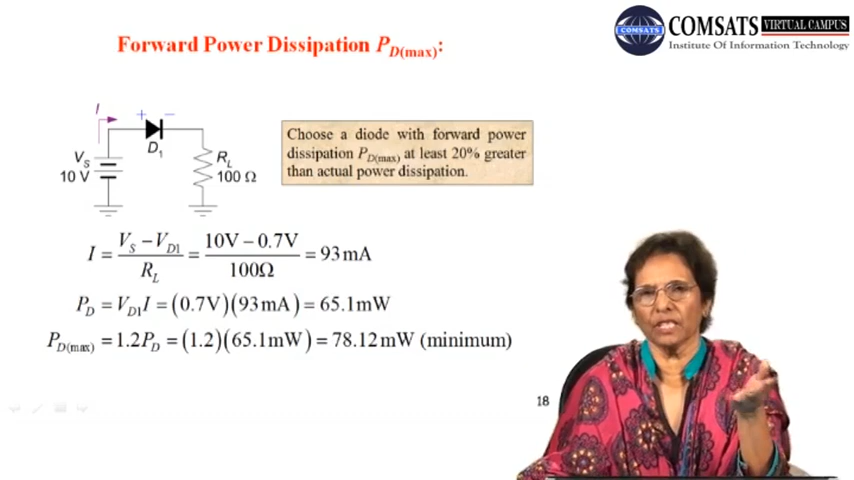 COMSATS VIRTUAL CAMPUS
Institute Of Information Technology
COMSATS
Forward Power Dissipation P_D(max):
I
+ −
D₁
V_S
10 V
R_L
100 Ω
Choose a diode with forward power
dissipation P_D(max) at least 20% greater
than actual power dissipation.
I = (V_S − V_D1) / R_L = (10V − 0.7V) / 100Ω = 93 mA
P_D = V_D1 I = (0.7V)(93 mA) = 65.1mW
P_D(max) = 1.2P_D = (1.2)(65.1mW) = 78.12 mW (minimum)
18